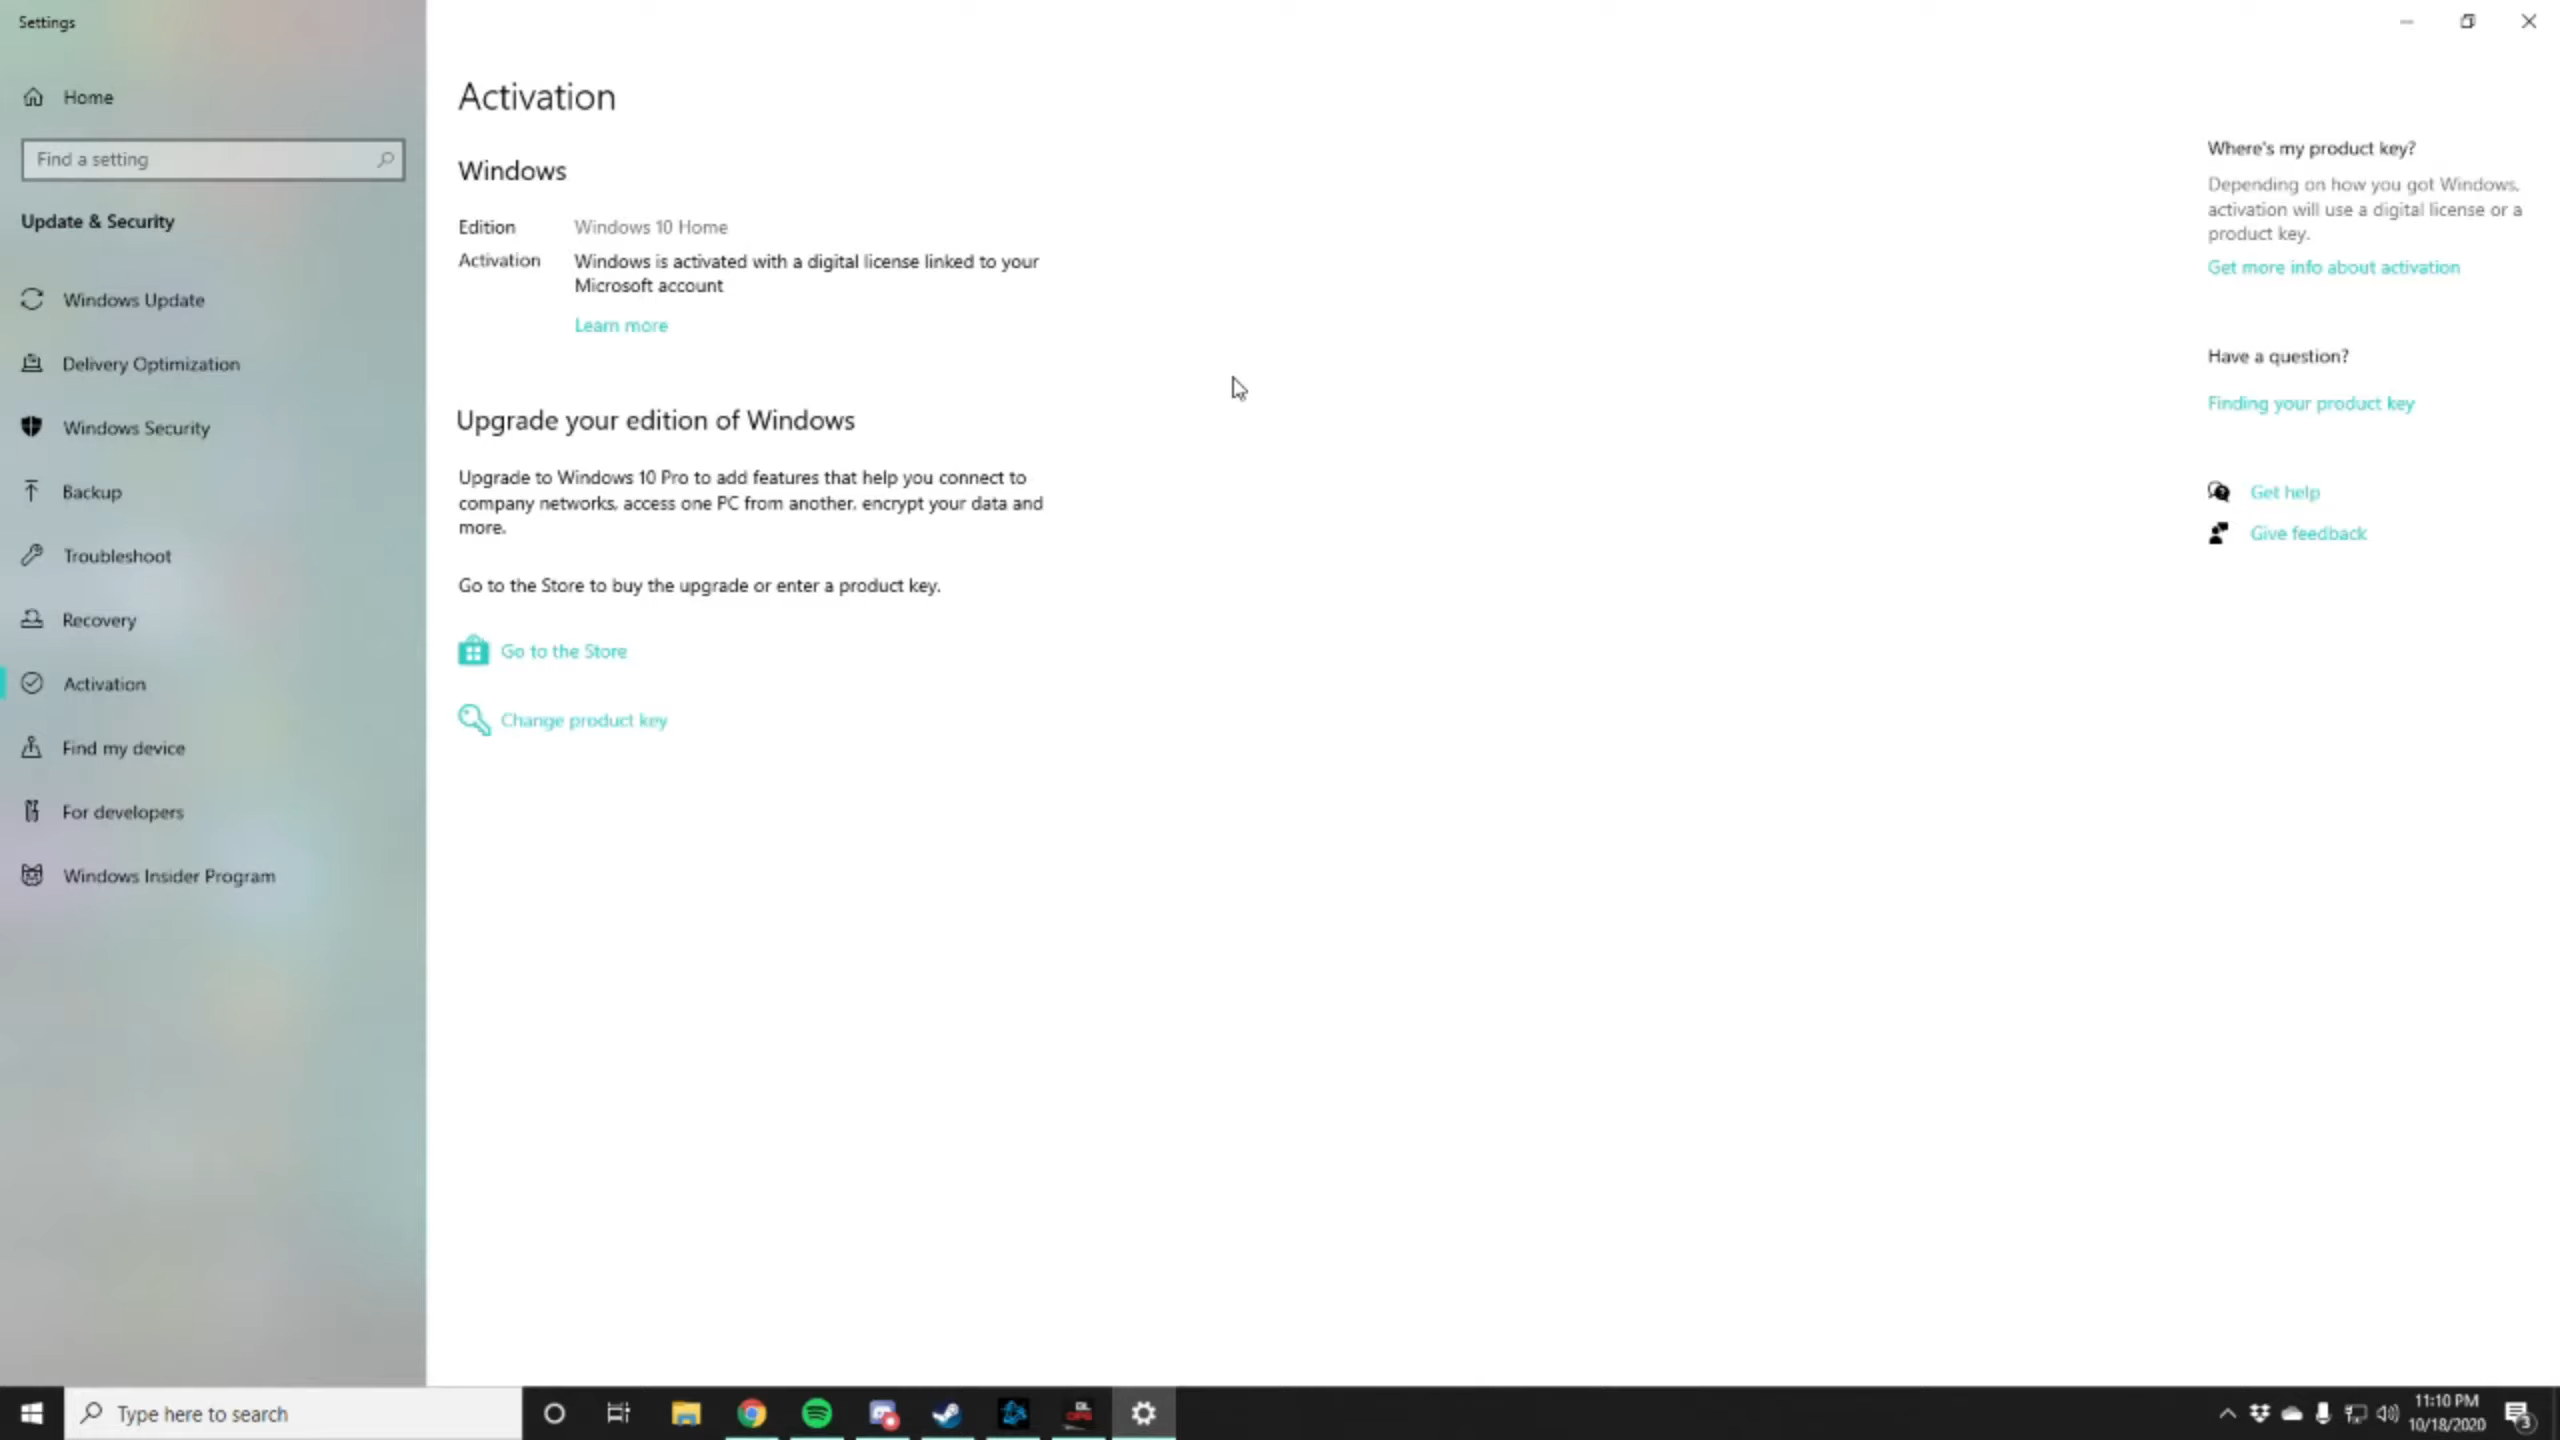 Settings
Home
Find a setting
Update & Security
Windows Update
Delivery Optimization
Windows Security
Backup
Troubleshoot
Recovery
Activation
Find my device
For developers
Windows Insider Program
Activation
Windows
Edition Windows 10 Home
Activation Windows is activated with a digital license linked to your
Microsoft account
Learn more
Upgrade your edition of Windows
Upgrade to Windows 10 Pro to add features that help you connect to
company networks, access one PC from another, encrypt your data and
more.
Go to the Store to buy the upgrade or enter a product key.
Go to the Store
Change product key
Where's my product key?
Depending on how you got Windows,
activation will use a digital license or a
product key.
Get more info about activation
Have a question?
Finding your product key
Get help
Give feedback
Type here to search
11:10 PM
10/18/2020
3